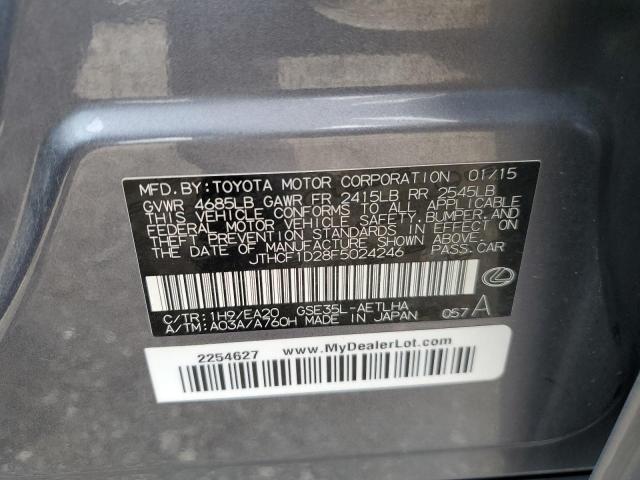 MFD. BY: TOYOTA MOTOR CORPORATION 01/15
GVWR 4685LB GAWR FR 2415LB RR 2545LB
THIS VEHICLE CONFORMS TO ALL APPLICABLE
FEDERAL MOTOR VEHICLE SAFETY, BUMPER, AND
THEFT PREVENTION STANDARDS IN EFFECT ON
THE DATE OF MANUFACTURE SHOWN ABOVE.
JTHCF1D28F5024246 PASS. CAR
C/TR: 1H9/EA20 GSE35L-AETLHA
A/TM: A03A/A760H MADE IN JAPAN 057 A
2254627 www.MyDealerLot.com